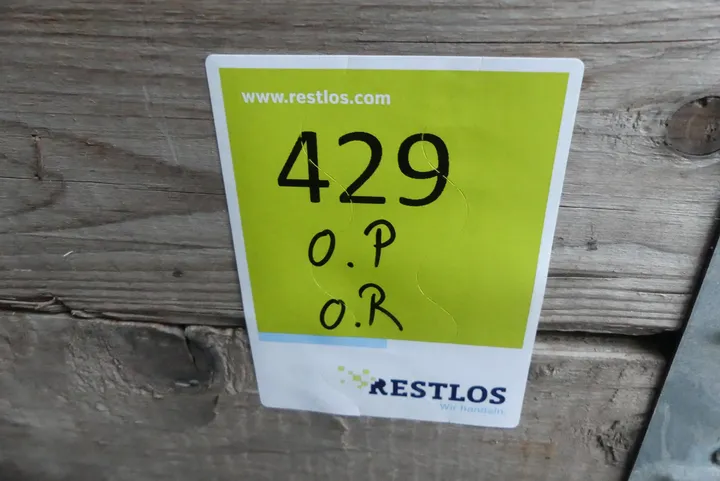 www.restlos.com
429
O.P
O.R
RESTLOS
Wir handeln.